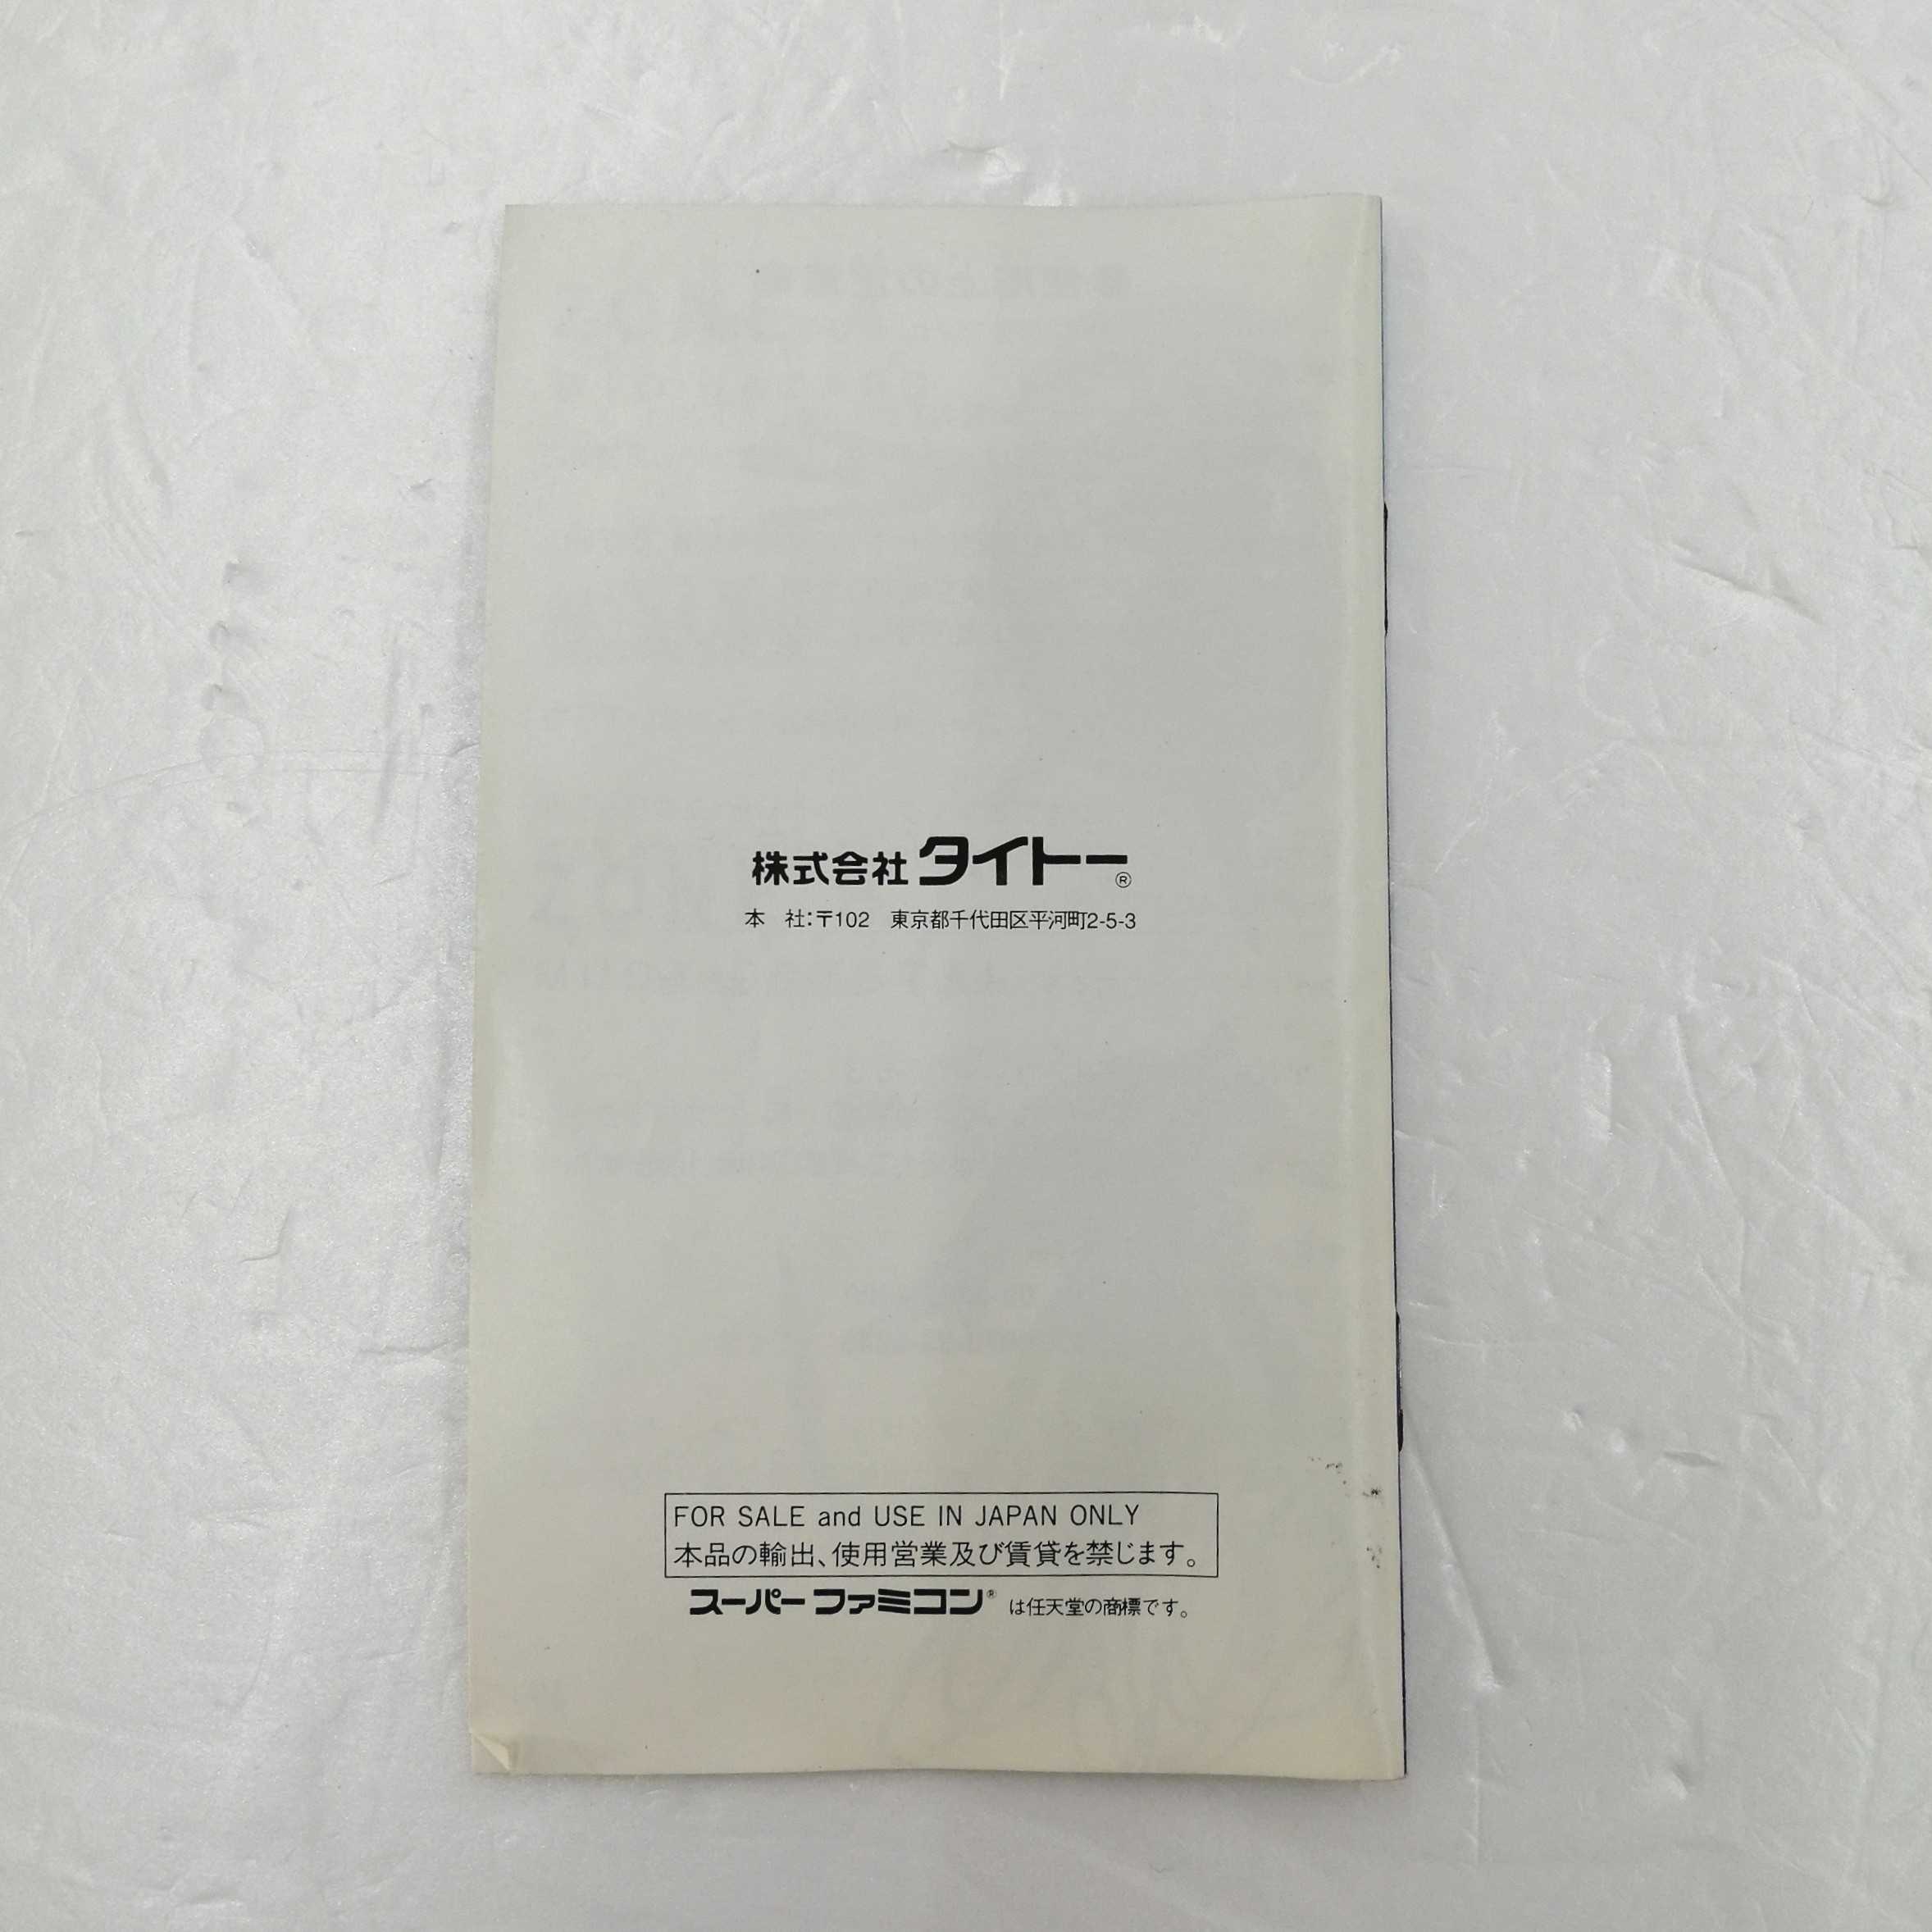 株式会社 タイトー®
本　社:〒102　東京都千代田区平河町2-5-3
FOR SALE and USE IN JAPAN ONLY
本品の輸出、使用営業及び賃貸を禁じます。
スーパーファミコン® は任天堂の商標です。